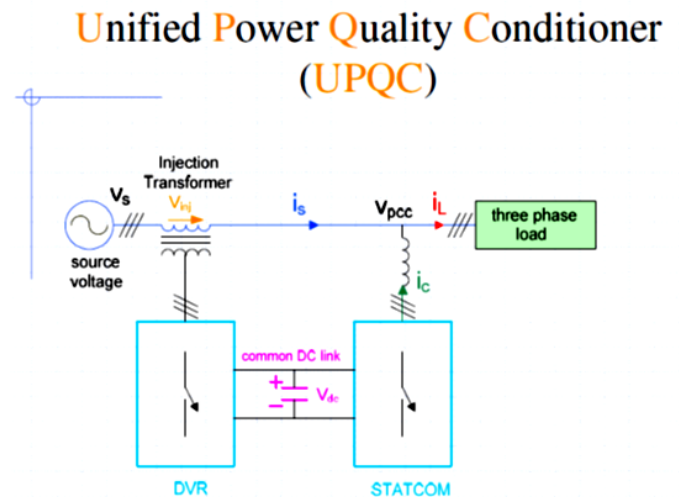 Unified Power Quality Conditioner
(UPQC)
Injection
Transformer
Vs
Vinj
is
Vpcc
iL
three phase
load
source
voltage
ic
common DC link
+
Vdc
−
DVR
STATCOM